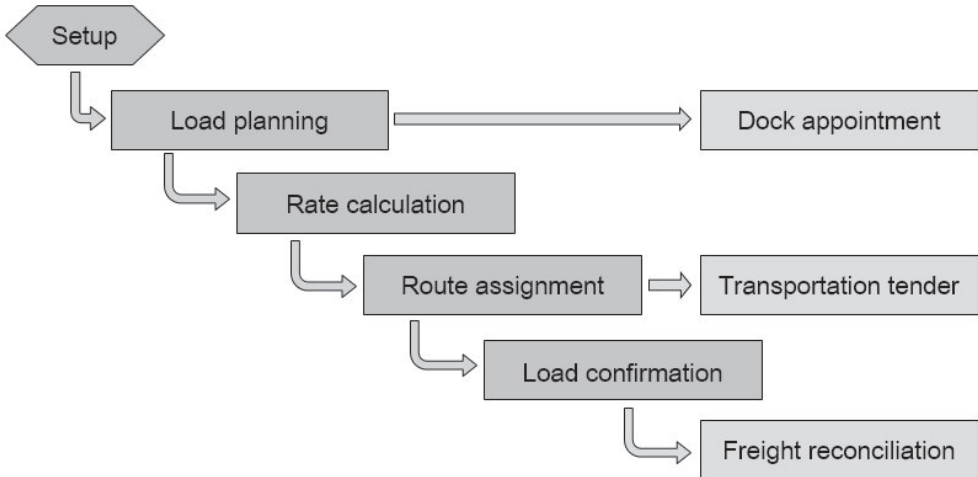 Setup
Load planning
Dock appointment
Rate calculation
Route assignment
Transportation tender
Load confirmation
Freight reconciliation